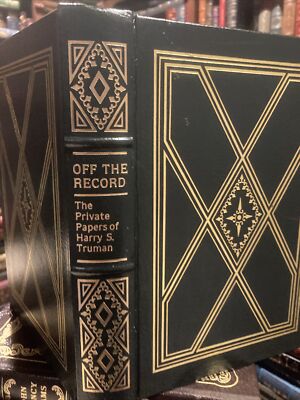 OFF THE
RECORD
The
Private
Papers of
Harry S.
Truman